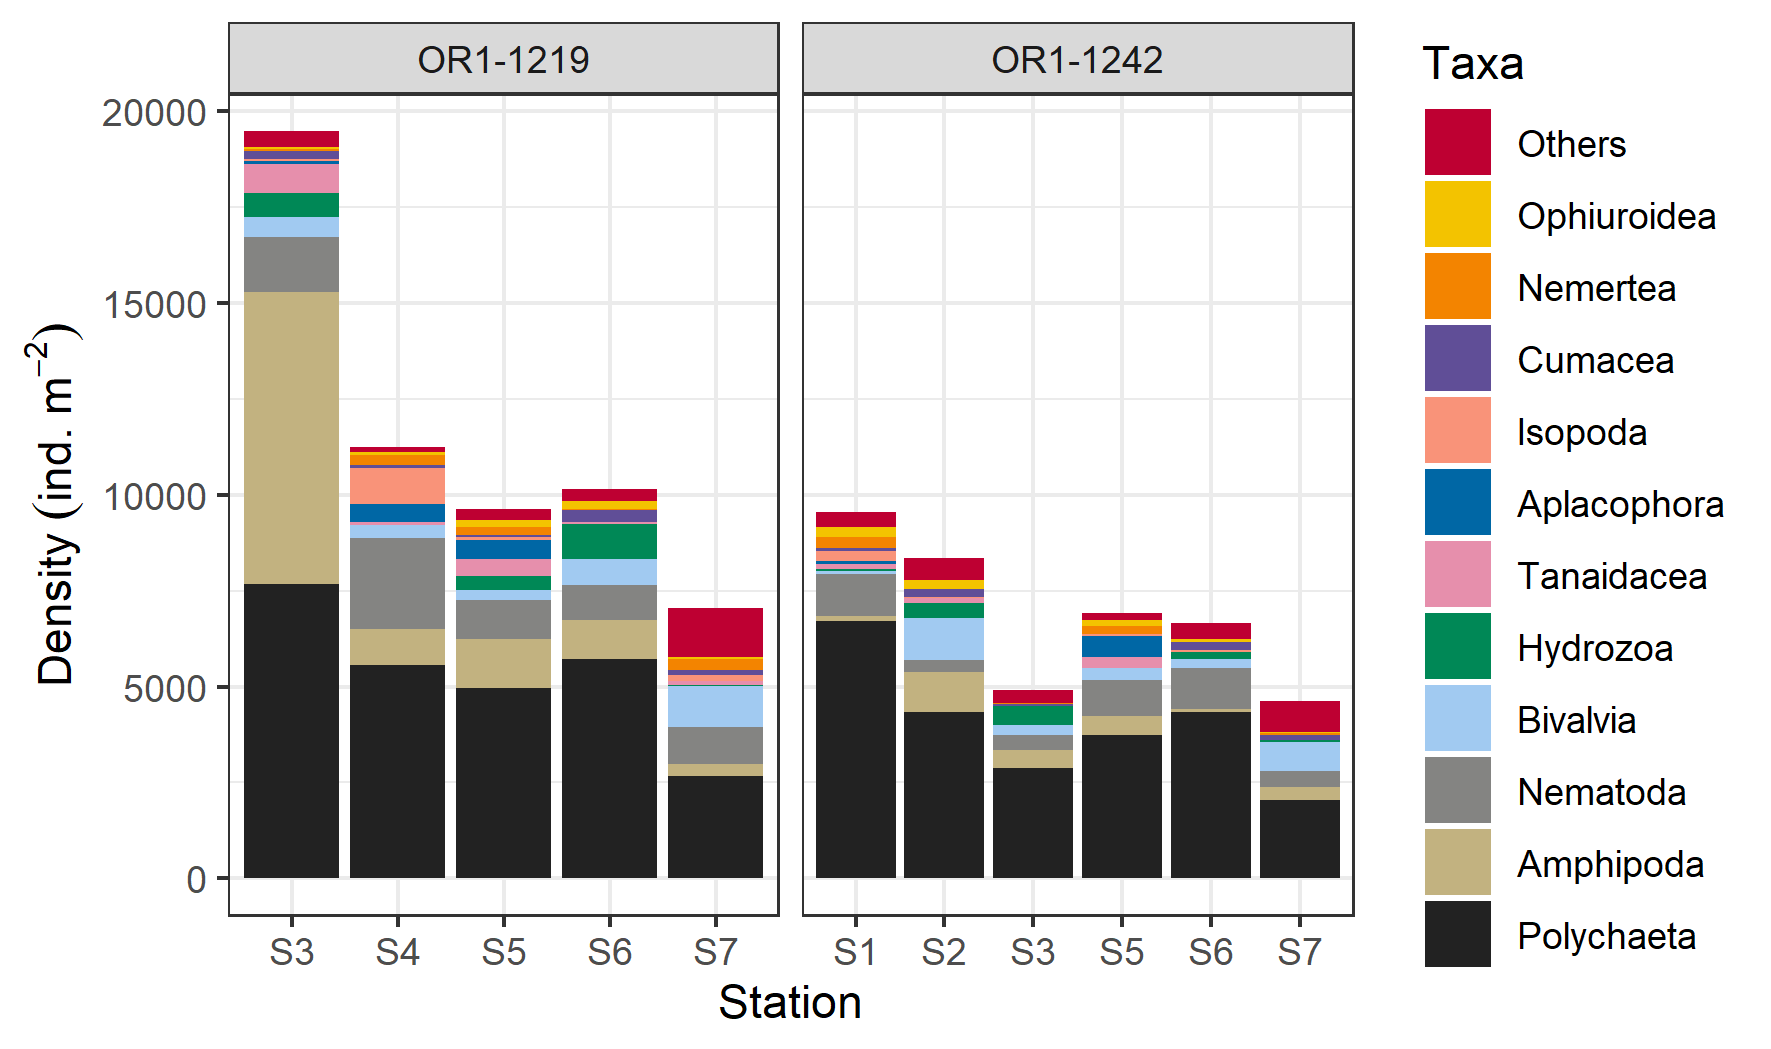 OR1-1219
OR1-1242
20000
15000
10000
5000
0
Density (ind. m⁻²)
S3 S4 S5 S6 S7
S1 S2 S3 S5 S6 S7
Station
Taxa
Others
Ophiuroidea
Nemertea
Cumacea
Isopoda
Aplacophora
Tanaidacea
Hydrozoa
Bivalvia
Nematoda
Amphipoda
Polychaeta